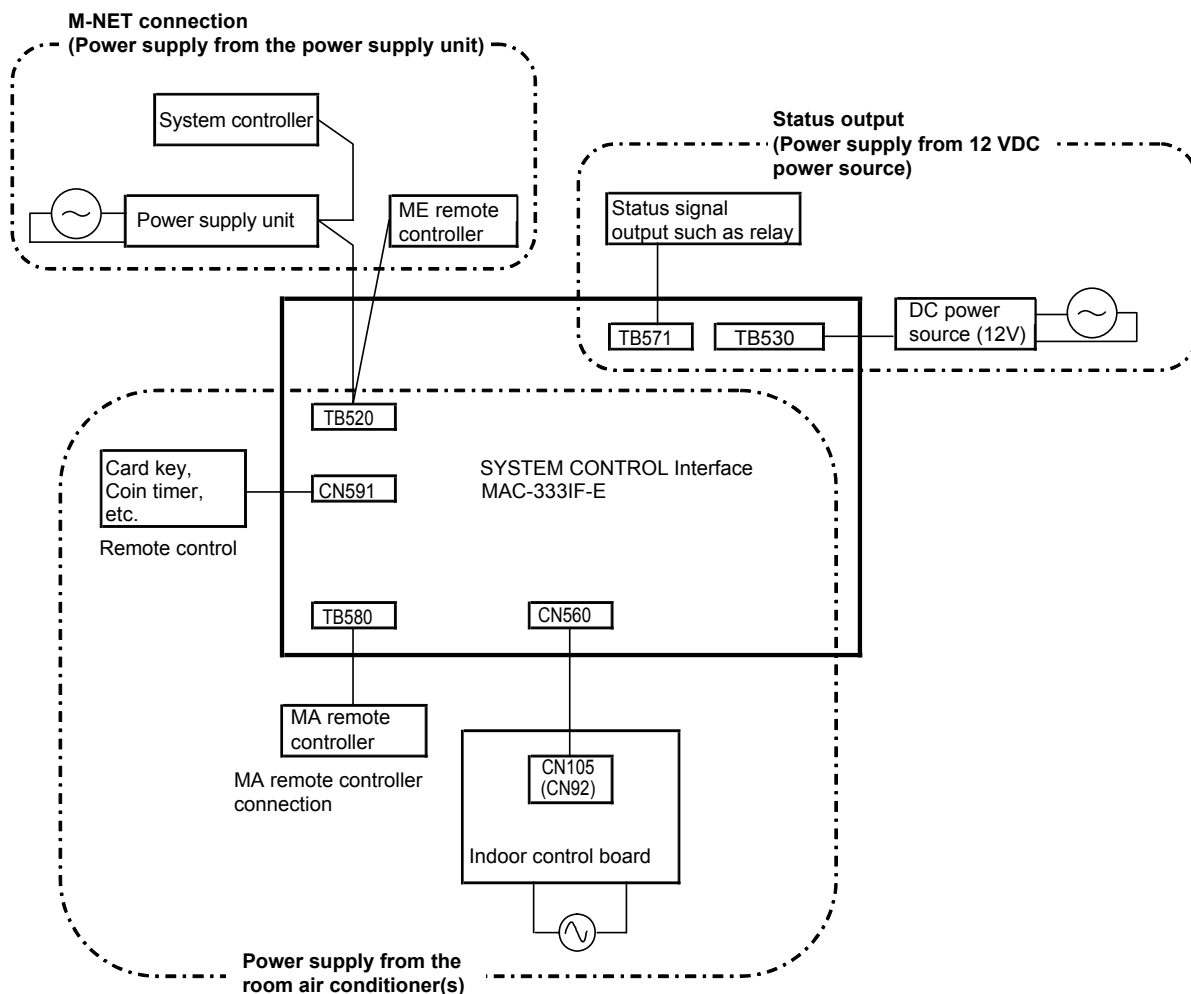 M-NET connection
(Power supply from the power supply unit)
System controller
Power supply unit
ME remote
controller
Status output
(Power supply from 12 VDC
power source)
Status signal
output such as relay
DC power
source (12V)
TB571
TB530
TB520
Card key,
Coin timer,
etc.
CN591
SYSTEM CONTROL Interface
MAC-333IF-E
Remote control
TB580
CN560
MA remote
controller
MA remote controller
connection
CN105
(CN92)
Indoor control board
Power supply from the
room air conditioner(s)